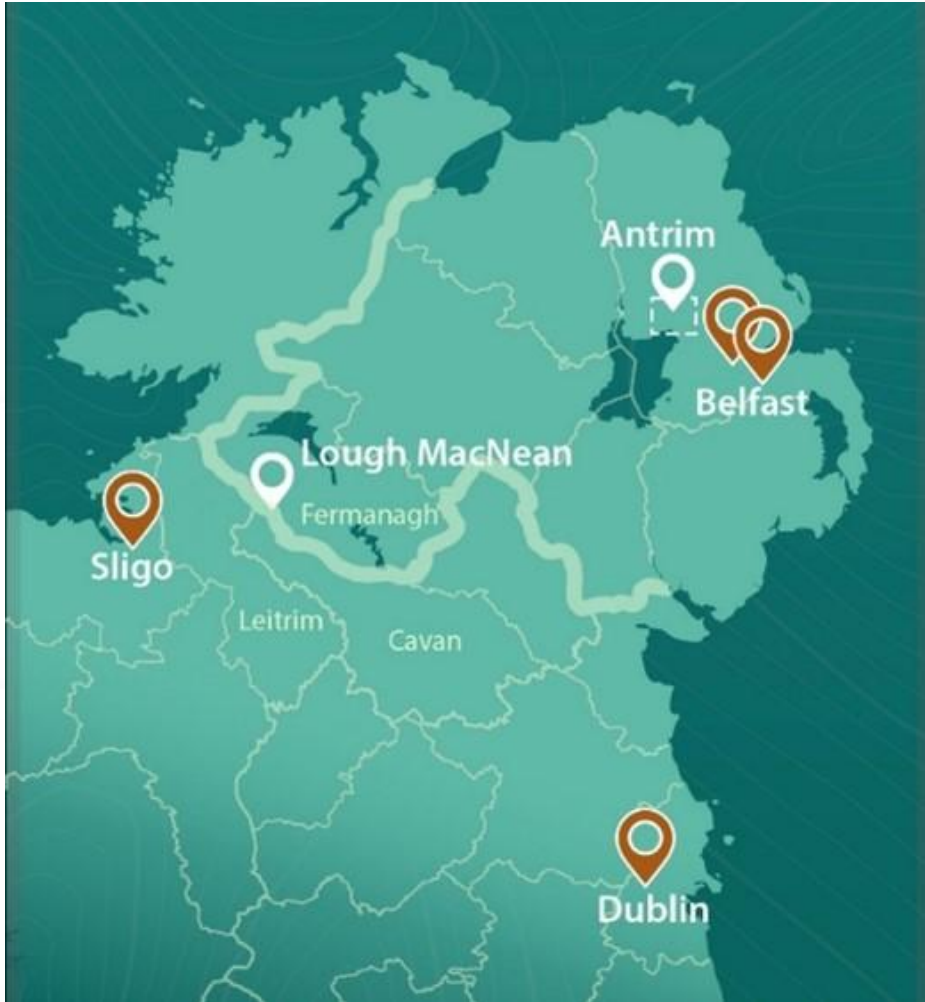 Antrim
Belfast
Lough MacNean
Fermanagh
Sligo
Leitrim
Cavan
Dublin